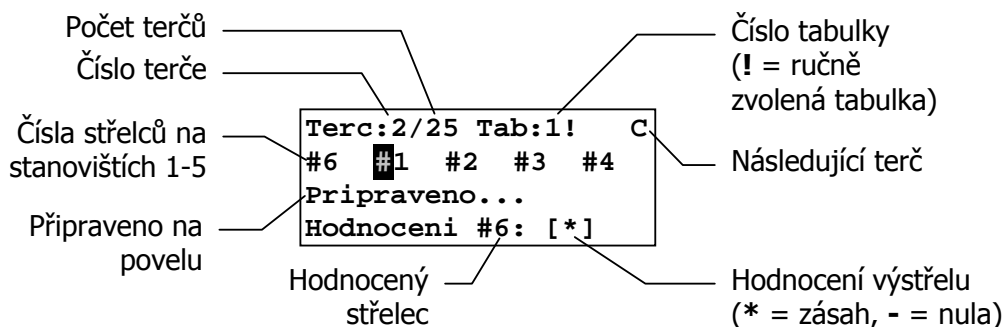 Počet terčů
Číslo terče
Čísla střelců na
stanovištích 1-5
Připraveno na
povelu
Terc:2/25 Tab:1! C
#6 #1 #2 #3 #4
Pripraveno...
Hodnoceni #6: [*]
Číslo tabulky
(! = ručně
zvolená tabulka)
Následující terč
Hodnocený
střelec
Hodnocení výstřelu
(* = zásah, - = nula)